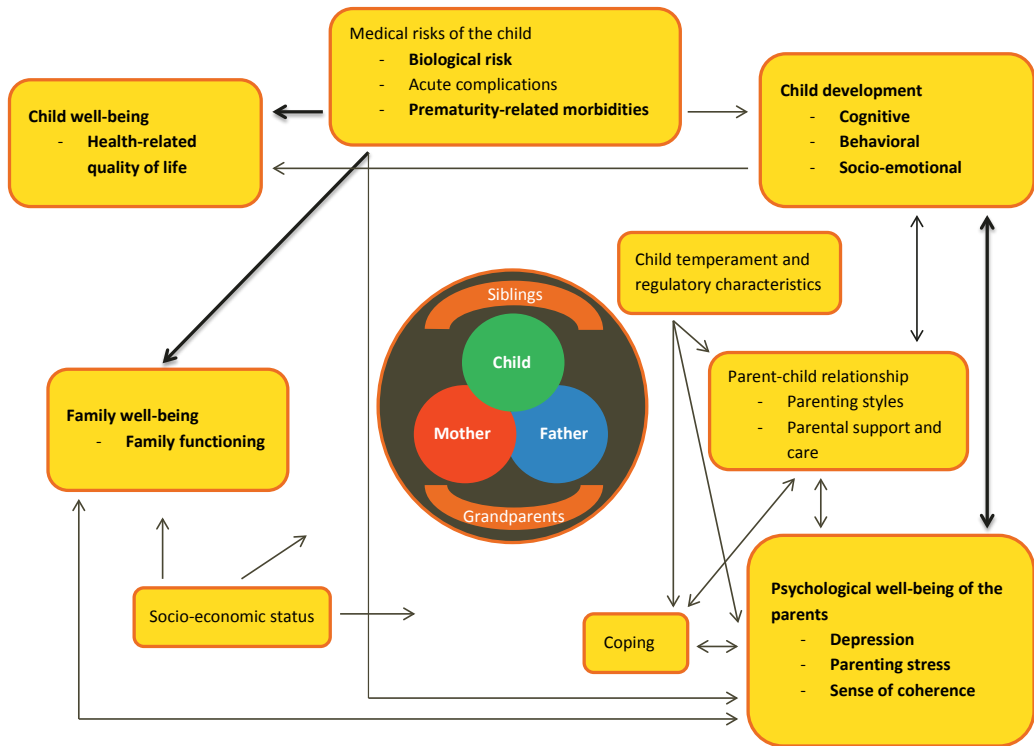 Medical risks of the child
- Biological risk
- Acute complications
- Prematurity-related morbidities
Child well-being
- Health-related
quality of life
Child development
- Cognitive
- Behavioral
- Socio-emotional
Child temperament and
regulatory characteristics
Siblings
Child
Mother
Father
Grandparents
Parent-child relationship
- Parenting styles
- Parental support and
care
Family well-being
- Family functioning
Socio-economic status
Coping
Psychological well-being of the
parents
- Depression
- Parenting stress
- Sense of coherence